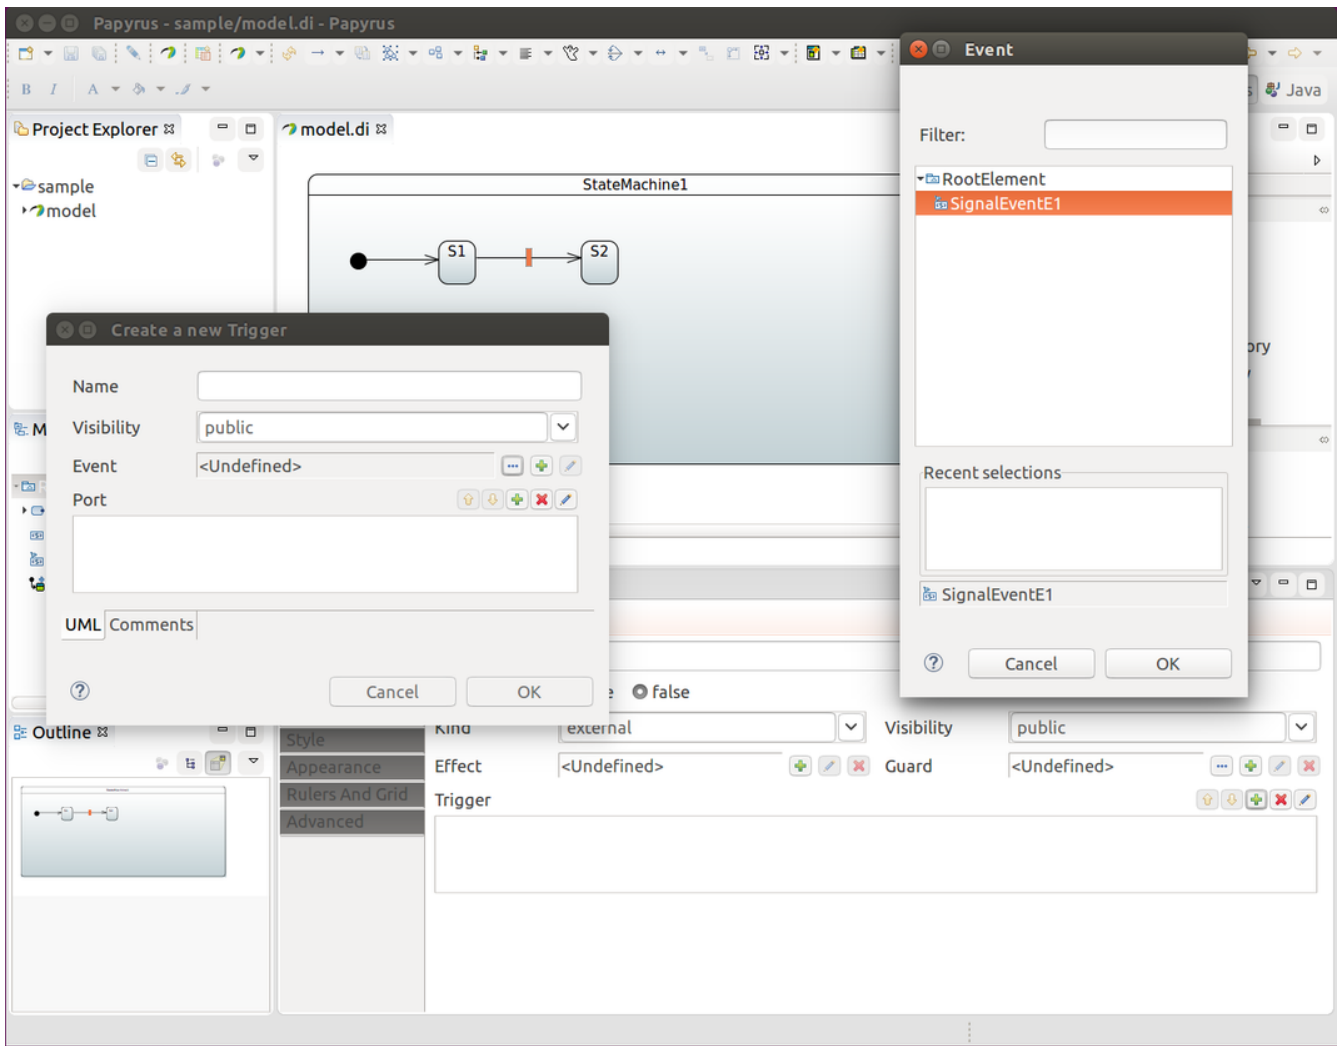 Papyrus - sample/model.di - Papyrus
Event
B I A
Java
Project Explorer
model.di
Filter:
sample
model
StateMachine1
RootElement
SignalEventE1
S1
S2
Create a new Trigger
ory
Name
Visibility public
M
Event <Undefined>
Recent selections
Port
SignalEventE1
UML Comments
Cancel OK
Cancel OK
e false
Outline
Style
Kind external Visibility public
Appearance
Effect <Undefined> Guard <Undefined>
Rulers And Grid
Trigger
Advanced